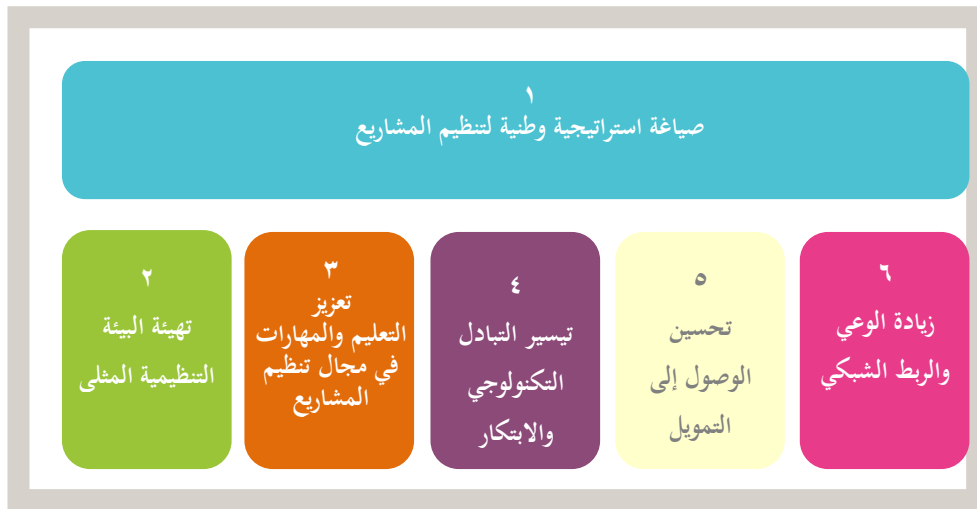 ١
صياغة استراتيجية وطنية لتنظيم المشاريع
٢
تهيئة البيئة
التنظيمية المثلى
٣
تعزيز
التعليم والمهارات
في مجال تنظيم
المشاريع
٤
تيسير التبادل
التكنولوجي
والابتكار
٥
تحسين
الوصول إلى
التمويل
٦
زيادة الوعي
والربط الشبكي